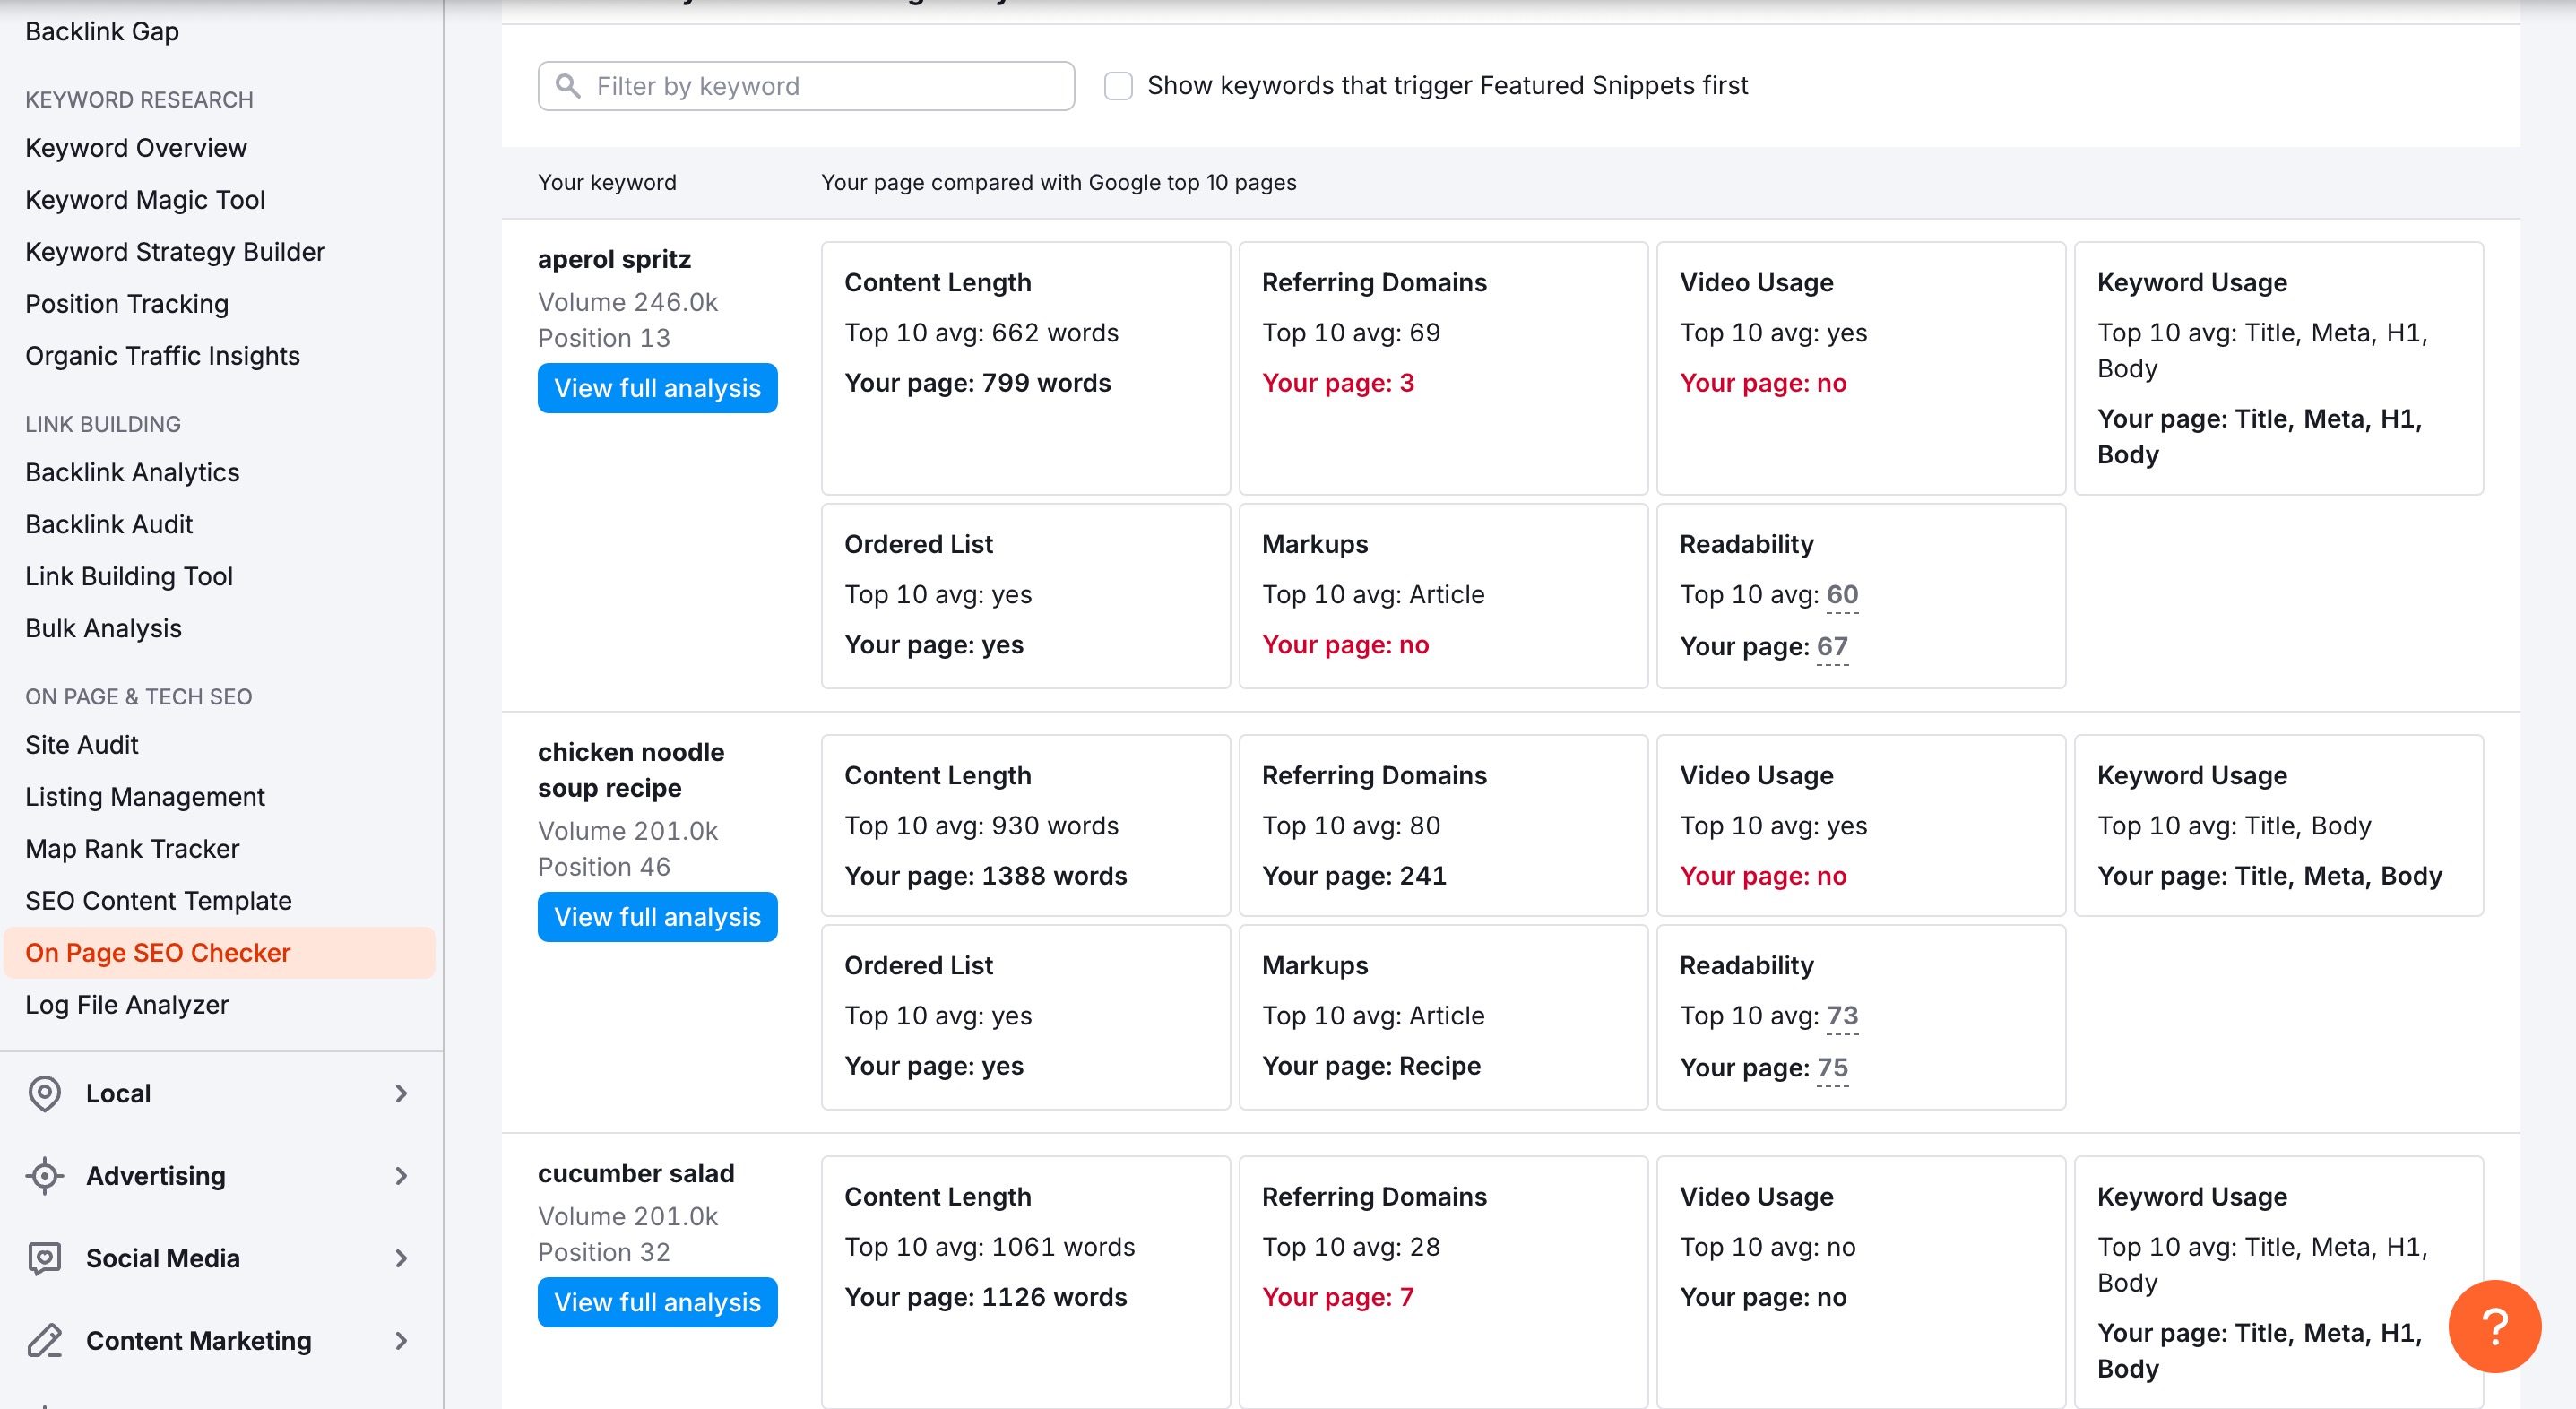 Backlink Gap
KEYWORD RESEARCH
Keyword Overview
Keyword Magic Tool
Keyword Strategy Builder
Position Tracking
Organic Traffic Insights
LINK BUILDING
Backlink Analytics
Backlink Audit
Link Building Tool
Bulk Analysis
ON PAGE & TECH SEO
Site Audit
Listing Management
Map Rank Tracker
SEO Content Template
On Page SEO Checker
Log File Analyzer
Local
Advertising
Social Media
Content Marketing
Filter by keyword
Show keywords that trigger Featured Snippets first
Your keyword
Your page compared with Google top 10 pages
aperol spritz
Volume 246.0k
Position 13
View full analysis
Content Length
Top 10 avg: 662 words
Your page: 799 words
Referring Domains
Top 10 avg: 69
Your page: 3
Video Usage
Top 10 avg: yes
Your page: no
Keyword Usage
Top 10 avg: Title, Meta, H1,
Body
Your page: Title, Meta, H1,
Body
Ordered List
Top 10 avg: yes
Your page: yes
Markups
Top 10 avg: Article
Your page: no
Readability
Top 10 avg: 60
Your page: 67
chicken noodle
soup recipe
Volume 201.0k
Position 46
View full analysis
Content Length
Top 10 avg: 930 words
Your page: 1388 words
Referring Domains
Top 10 avg: 80
Your page: 241
Video Usage
Top 10 avg: yes
Your page: no
Keyword Usage
Top 10 avg: Title, Body
Your page: Title, Meta, Body
Ordered List
Top 10 avg: yes
Your page: yes
Markups
Top 10 avg: Article
Your page: Recipe
Readability
Top 10 avg: 73
Your page: 75
cucumber salad
Volume 201.0k
Position 32
View full analysis
Content Length
Top 10 avg: 1061 words
Your page: 1126 words
Referring Domains
Top 10 avg: 28
Your page: 7
Video Usage
Top 10 avg: no
Your page: no
Keyword Usage
Top 10 avg: Title, Meta, H1,
Body
Your page: Title, Meta, H1,
Body
?